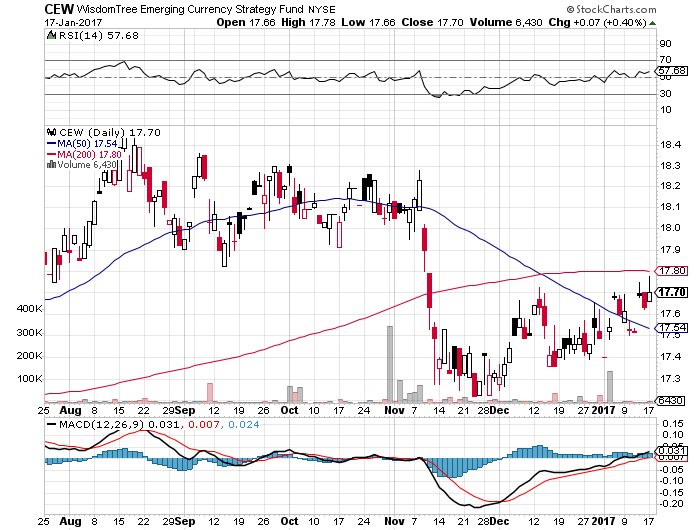 CEW WisdomTree Emerging Currency Strategy Fund NYSE © StockCharts.com
17-Jan-2017 Open 17.66 High 17.78 Low 17.66 Close 17.70 Volume 6,430 Chg +0.07 (+0.40%)
RSI(14) 57.68
90
70
57.68
50
30
10
CEW (Daily) 17.70
MA(50) 17.54
MA(200) 17.80
Volume 6,430
18.4
18.3
18.2
18.1
18.0
17.9
17.80
17.70
17.6
17.54
17.4
17.3
6430
400K
300K
200K
100K
25 Aug 8 15 22 29 Sep 12 19 26 Oct 10 17 24 Nov 7 14 21 28 Dec 12 19 27 2017 9 17
MACD(12,26,9) 0.031, 0.007, 0.024
0.15
0.10
0.05
0.031
0.007
-0.05
-0.10
-0.15
-0.20
25 Aug 8 15 22 29 Sep 12 19 26 Oct 10 17 24 Nov 7 14 21 28 Dec 12 19 27 2017 9 17